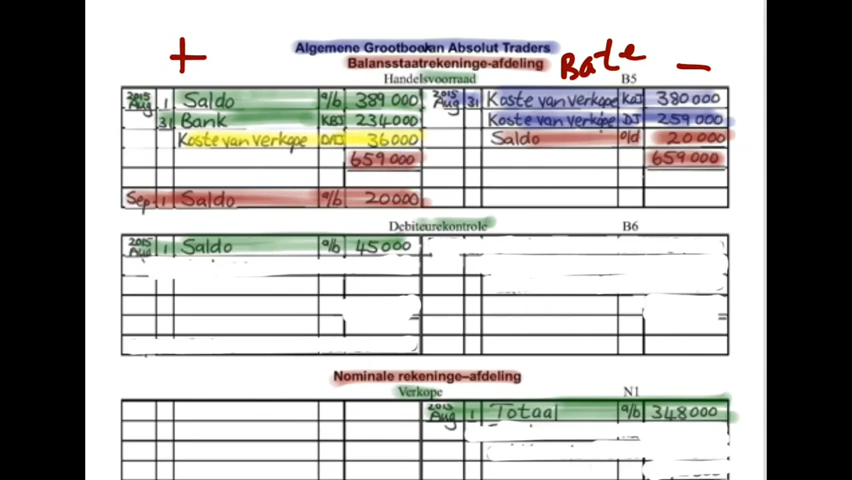 + Bate −
Algemene Grootboek van Absolut Traders
Balansstaatrekeninge-afdeling
Handelsvoorraad B5
2015 Aug 1 Saldo a/b 389 000 2015 Aug 31 Koste van verkope KAJ 380 000
31 Bank KBJ 234 000 Koste van verkope DJ 259 000
Koste van verkope DAJ 36 000 Saldo o/d 20 000
659 000 659 000
Sep 1 Saldo a/b 20 000
Debiteurekontrole B6
2015 Aug 1 Saldo a/b 45 000
Nominale rekeninge–afdeling
Verkope N1
2015 Aug 1 Totaal a/b 348 000